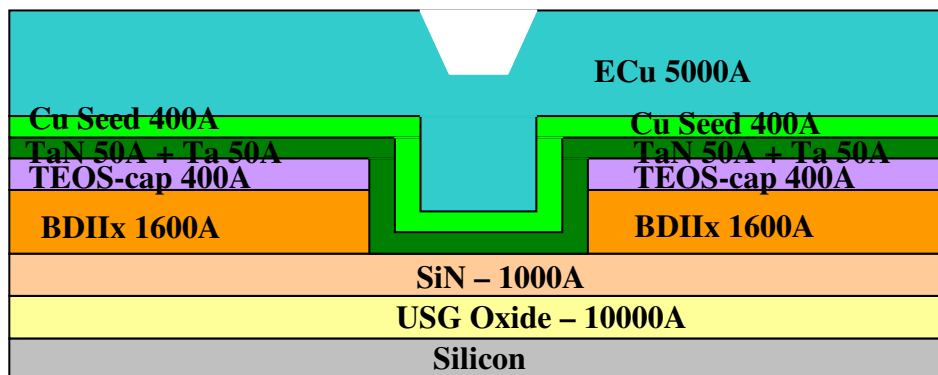 ECu 5000A
Cu Seed 400A Cu Seed 400A
TaN 50A + Ta 50A TaN 50A + Ta 50A
TEOS-cap 400A TEOS-cap 400A
BDIIx 1600A BDIIx 1600A
SiN – 1000A
USG Oxide – 10000A
Silicon